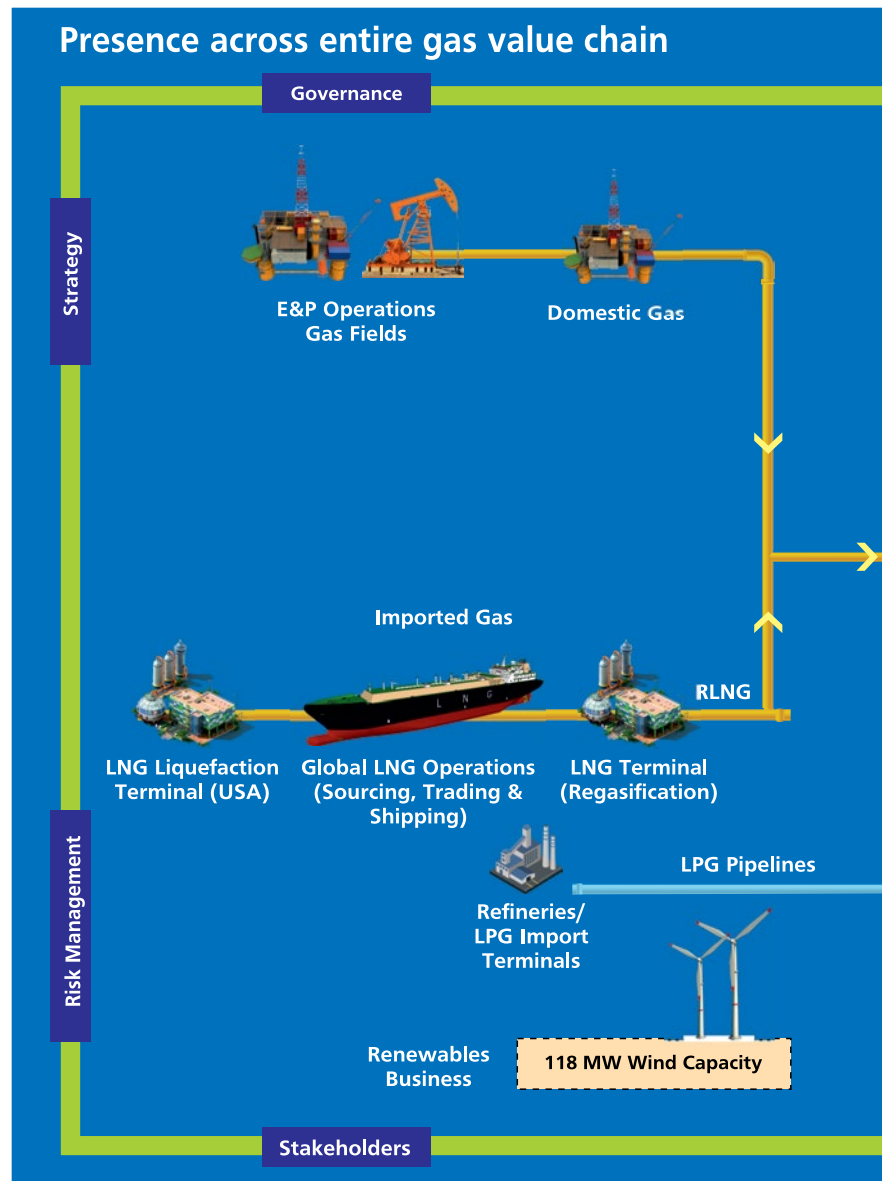 Presence across entire gas value chain
Governance
Strategy
E&P Operations
Gas Fields
Domestic Gas
Imported Gas
L N G
RLNG
LNG Liquefaction
Terminal (USA)
Global LNG Operations
(Sourcing, Trading &
Shipping)
LNG Terminal
(Regasification)
Risk Management
LPG Pipelines
Refineries/
LPG Import
Terminals
Renewables
Business
118 MW Wind Capacity
Stakeholders